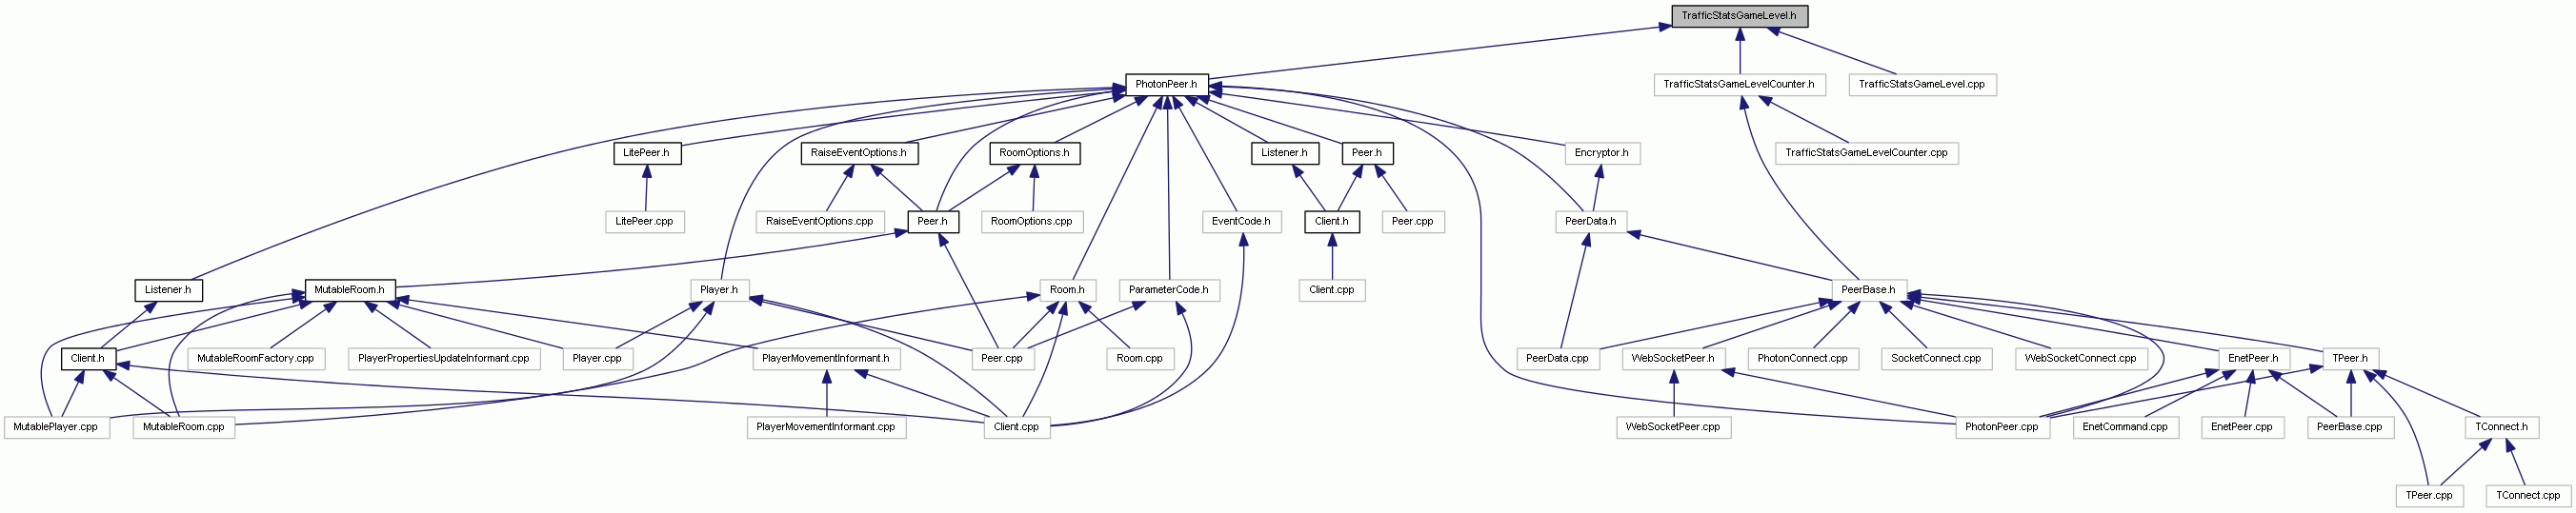 TrafficStatsGameLevel.h
PhotonPeer.h
TrafficStatsGameLevelCounter.h
TrafficStatsGameLevel.cpp
LitePeer.h
RaiseEventOptions.h
RoomOptions.h
Listener.h
Peer.h
Encryptor.h
TrafficStatsGameLevelCounter.cpp
LitePeer.cpp
RaiseEventOptions.cpp
Peer.h
RoomOptions.cpp
EventCode.h
Client.h
Peer.cpp
PeerData.h
Listener.h
MutableRoom.h
Player.h
Room.h
ParameterCode.h
Client.cpp
PeerBase.h
Client.h
MutableRoomFactory.cpp
PlayerPropertiesUpdateInformant.cpp
Player.cpp
PlayerMovementInformant.h
Peer.cpp
Room.cpp
PeerData.cpp
WebSocketPeer.h
PhotonConnect.cpp
SocketConnect.cpp
WebSocketConnect.cpp
EnetPeer.h
TPeer.h
MutablePlayer.cpp
MutableRoom.cpp
PlayerMovementInformant.cpp
Client.cpp
WebSocketPeer.cpp
PhotonPeer.cpp
EnetCommand.cpp
EnetPeer.cpp
PeerBase.cpp
TConnect.h
TPeer.cpp
TConnect.cpp